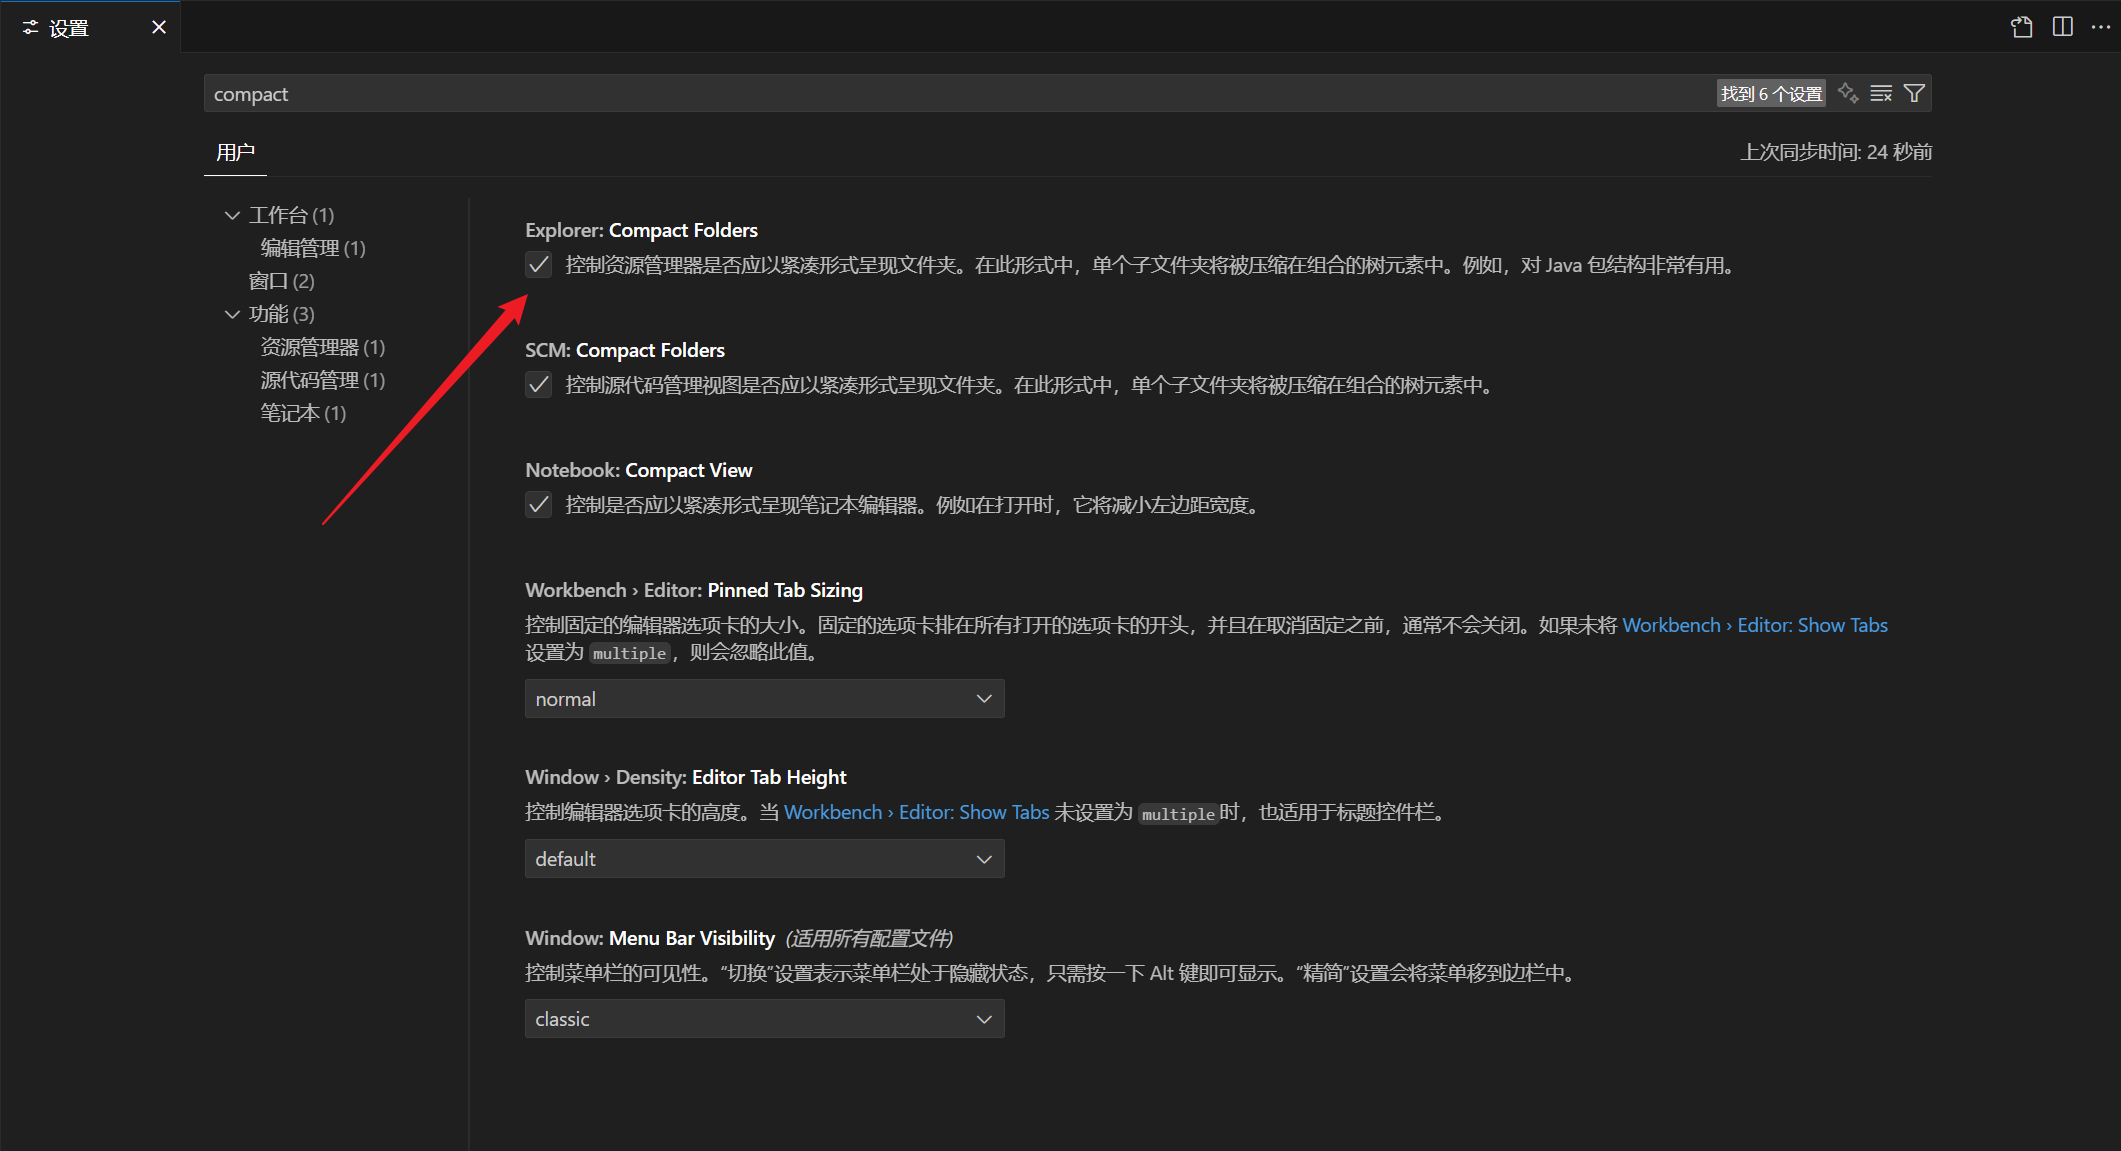 设置
compact
找到 6 个设置
用户
上次同步时间: 24 秒前
工作台 (1)
编辑管理 (1)
窗口 (2)
功能 (3)
资源管理器 (1)
源代码管理 (1)
笔记本 (1)
Explorer: Compact Folders
控制资源管理器是否应以紧凑形式呈现文件夹。在此形式中，单个子文件夹将被压缩在组合的树元素中。例如，对 Java 包结构非常有用。
SCM: Compact Folders
控制源代码管理视图是否应以紧凑形式呈现文件夹。在此形式中，单个子文件夹将被压缩在组合的树元素中。
Notebook: Compact View
控制是否应以紧凑形式呈现笔记本编辑器。例如在打开时，它将减小左边距宽度。
Workbench › Editor: Pinned Tab Sizing
控制固定的编辑器选项卡的大小。固定的选项卡排在所有打开的选项卡的开头，并且在取消固定之前，通常不会关闭。如果未将 Workbench › Editor: Show Tabs
设置为 multiple，则会忽略此值。
normal
Window › Density: Editor Tab Height
控制编辑器选项卡的高度。当 Workbench › Editor: Show Tabs 未设置为 multiple时，也适用于标题控件栏。
default
Window: Menu Bar Visibility (适用所有配置文件)
控制菜单栏的可见性。“切换”设置表示菜单栏处于隐藏状态，只需按一下 Alt 键即可显示。“精简”设置会将菜单移到边栏中。
classic